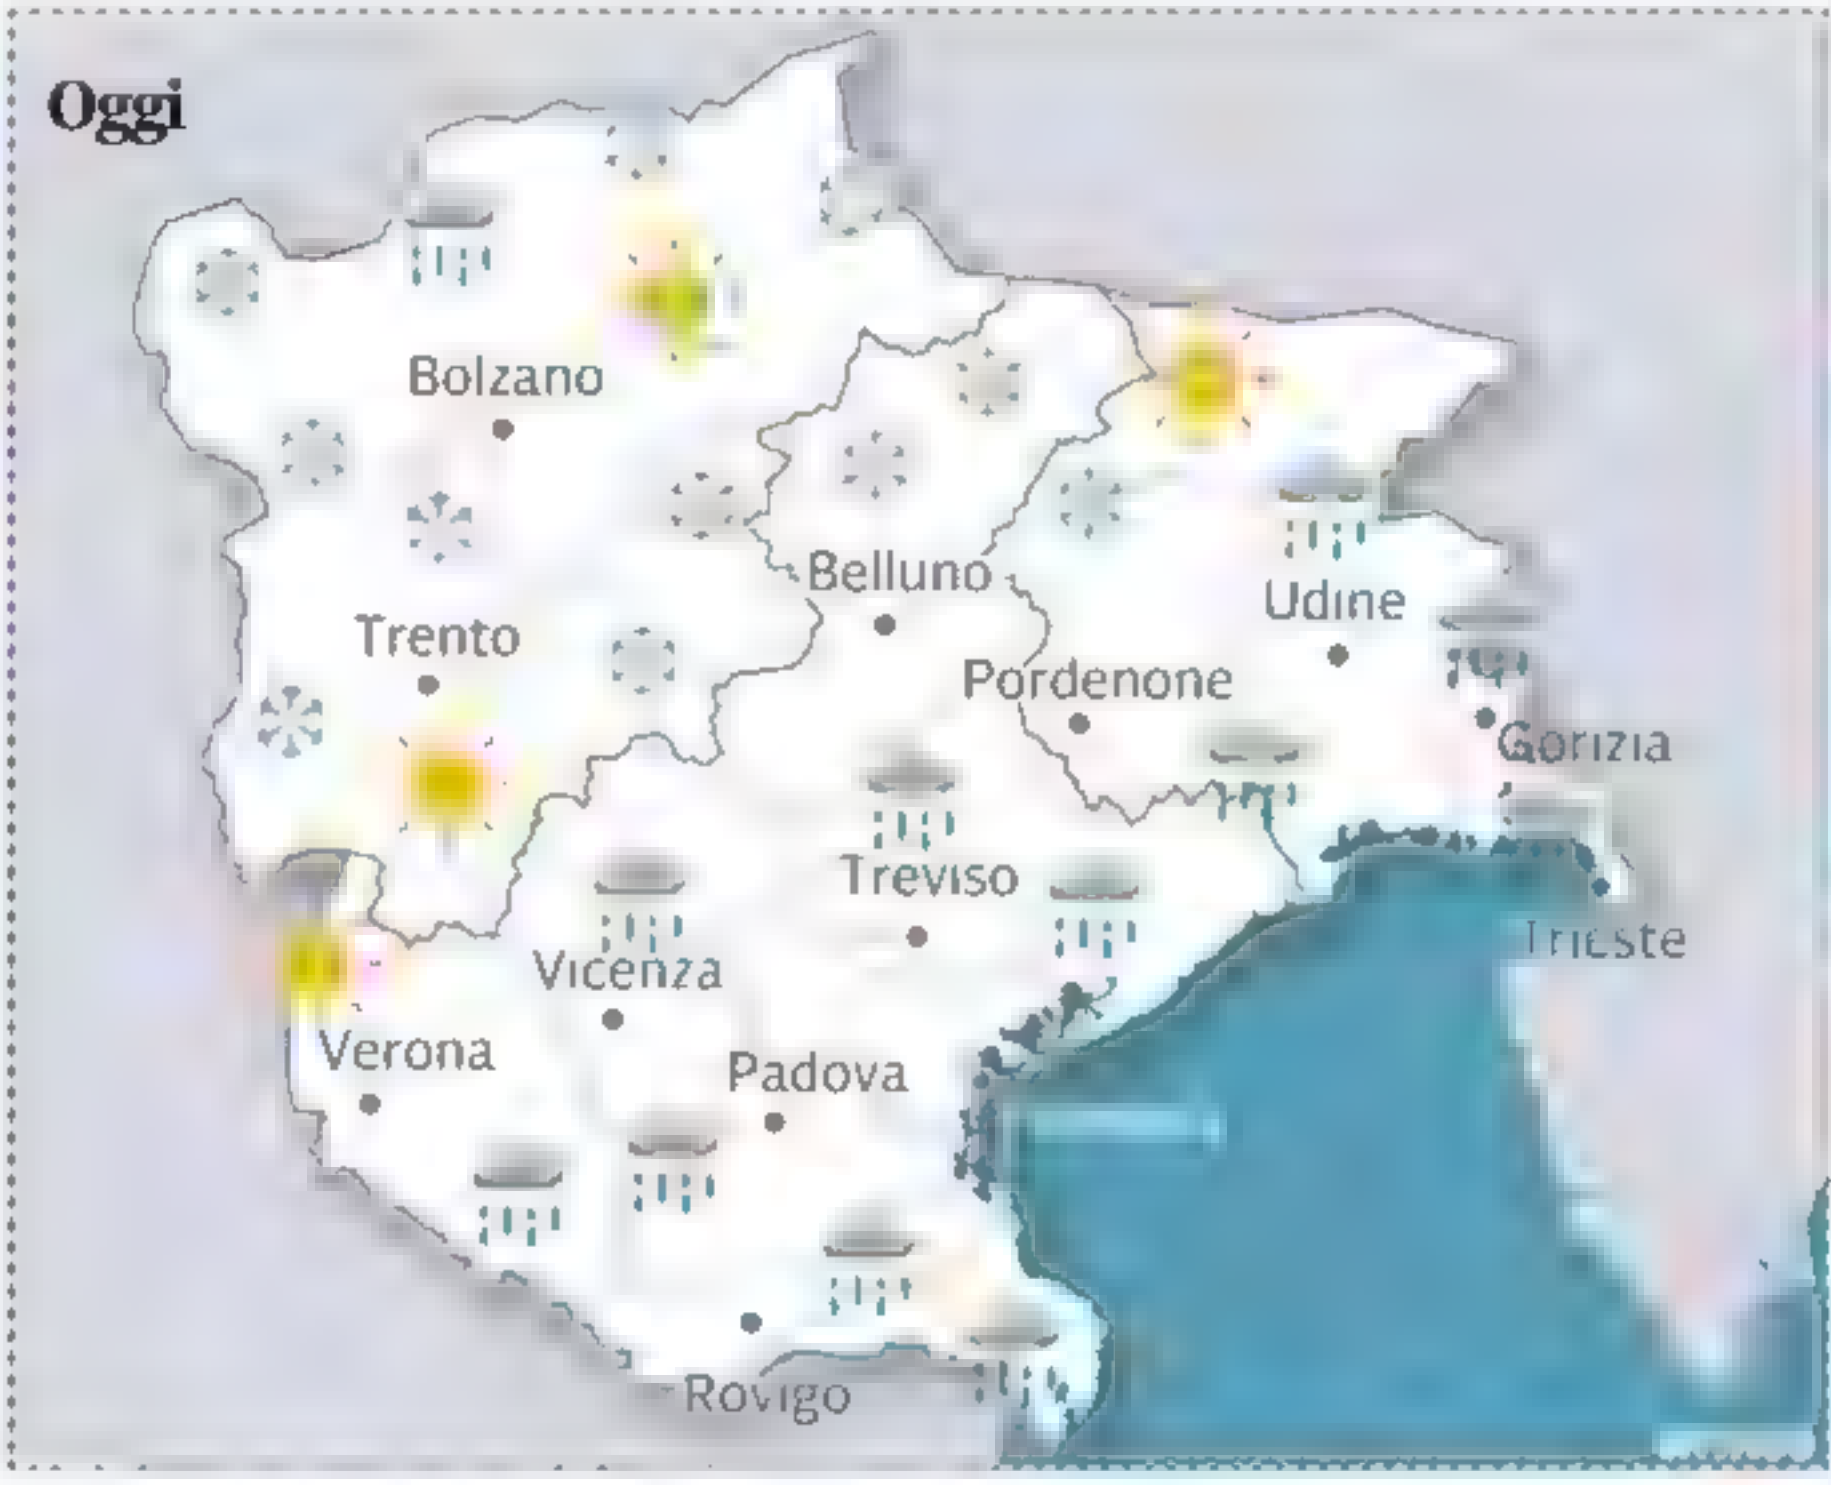 Oggi
Bolzano
Belluno
Udine
Trento
Pordenone
Gorizia
Treviso
Trieste
Vicenza
Verona
Padova
Rovigo